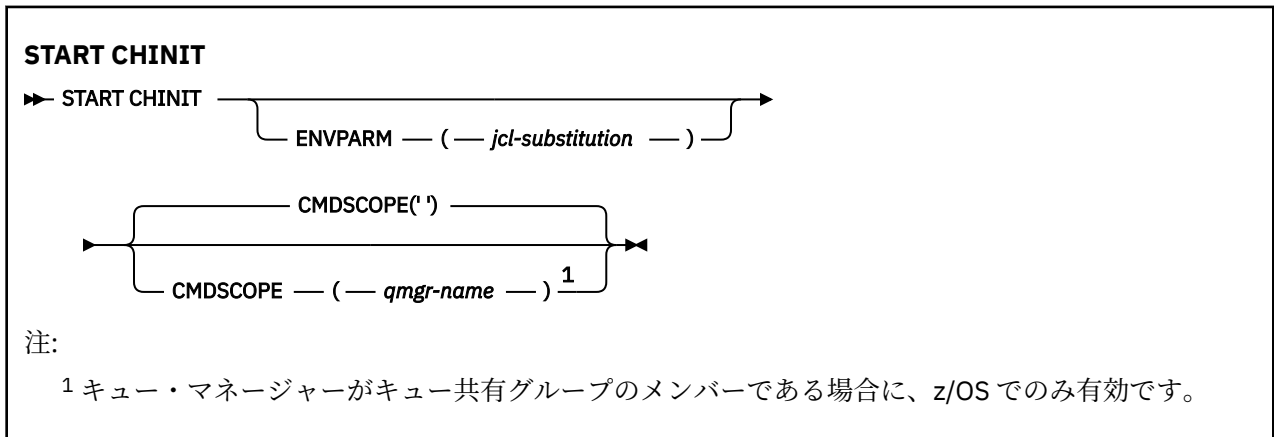 START CHINIT
START CHINIT
ENVPARM ( jcl-substitution )
CMDSCOPE(' ')
CMDSCOPE ( qmgr-name ) 1
注:
1 キュー・マネージャーがキュー共有グループのメンバーである場合に、z/OS でのみ有効です。